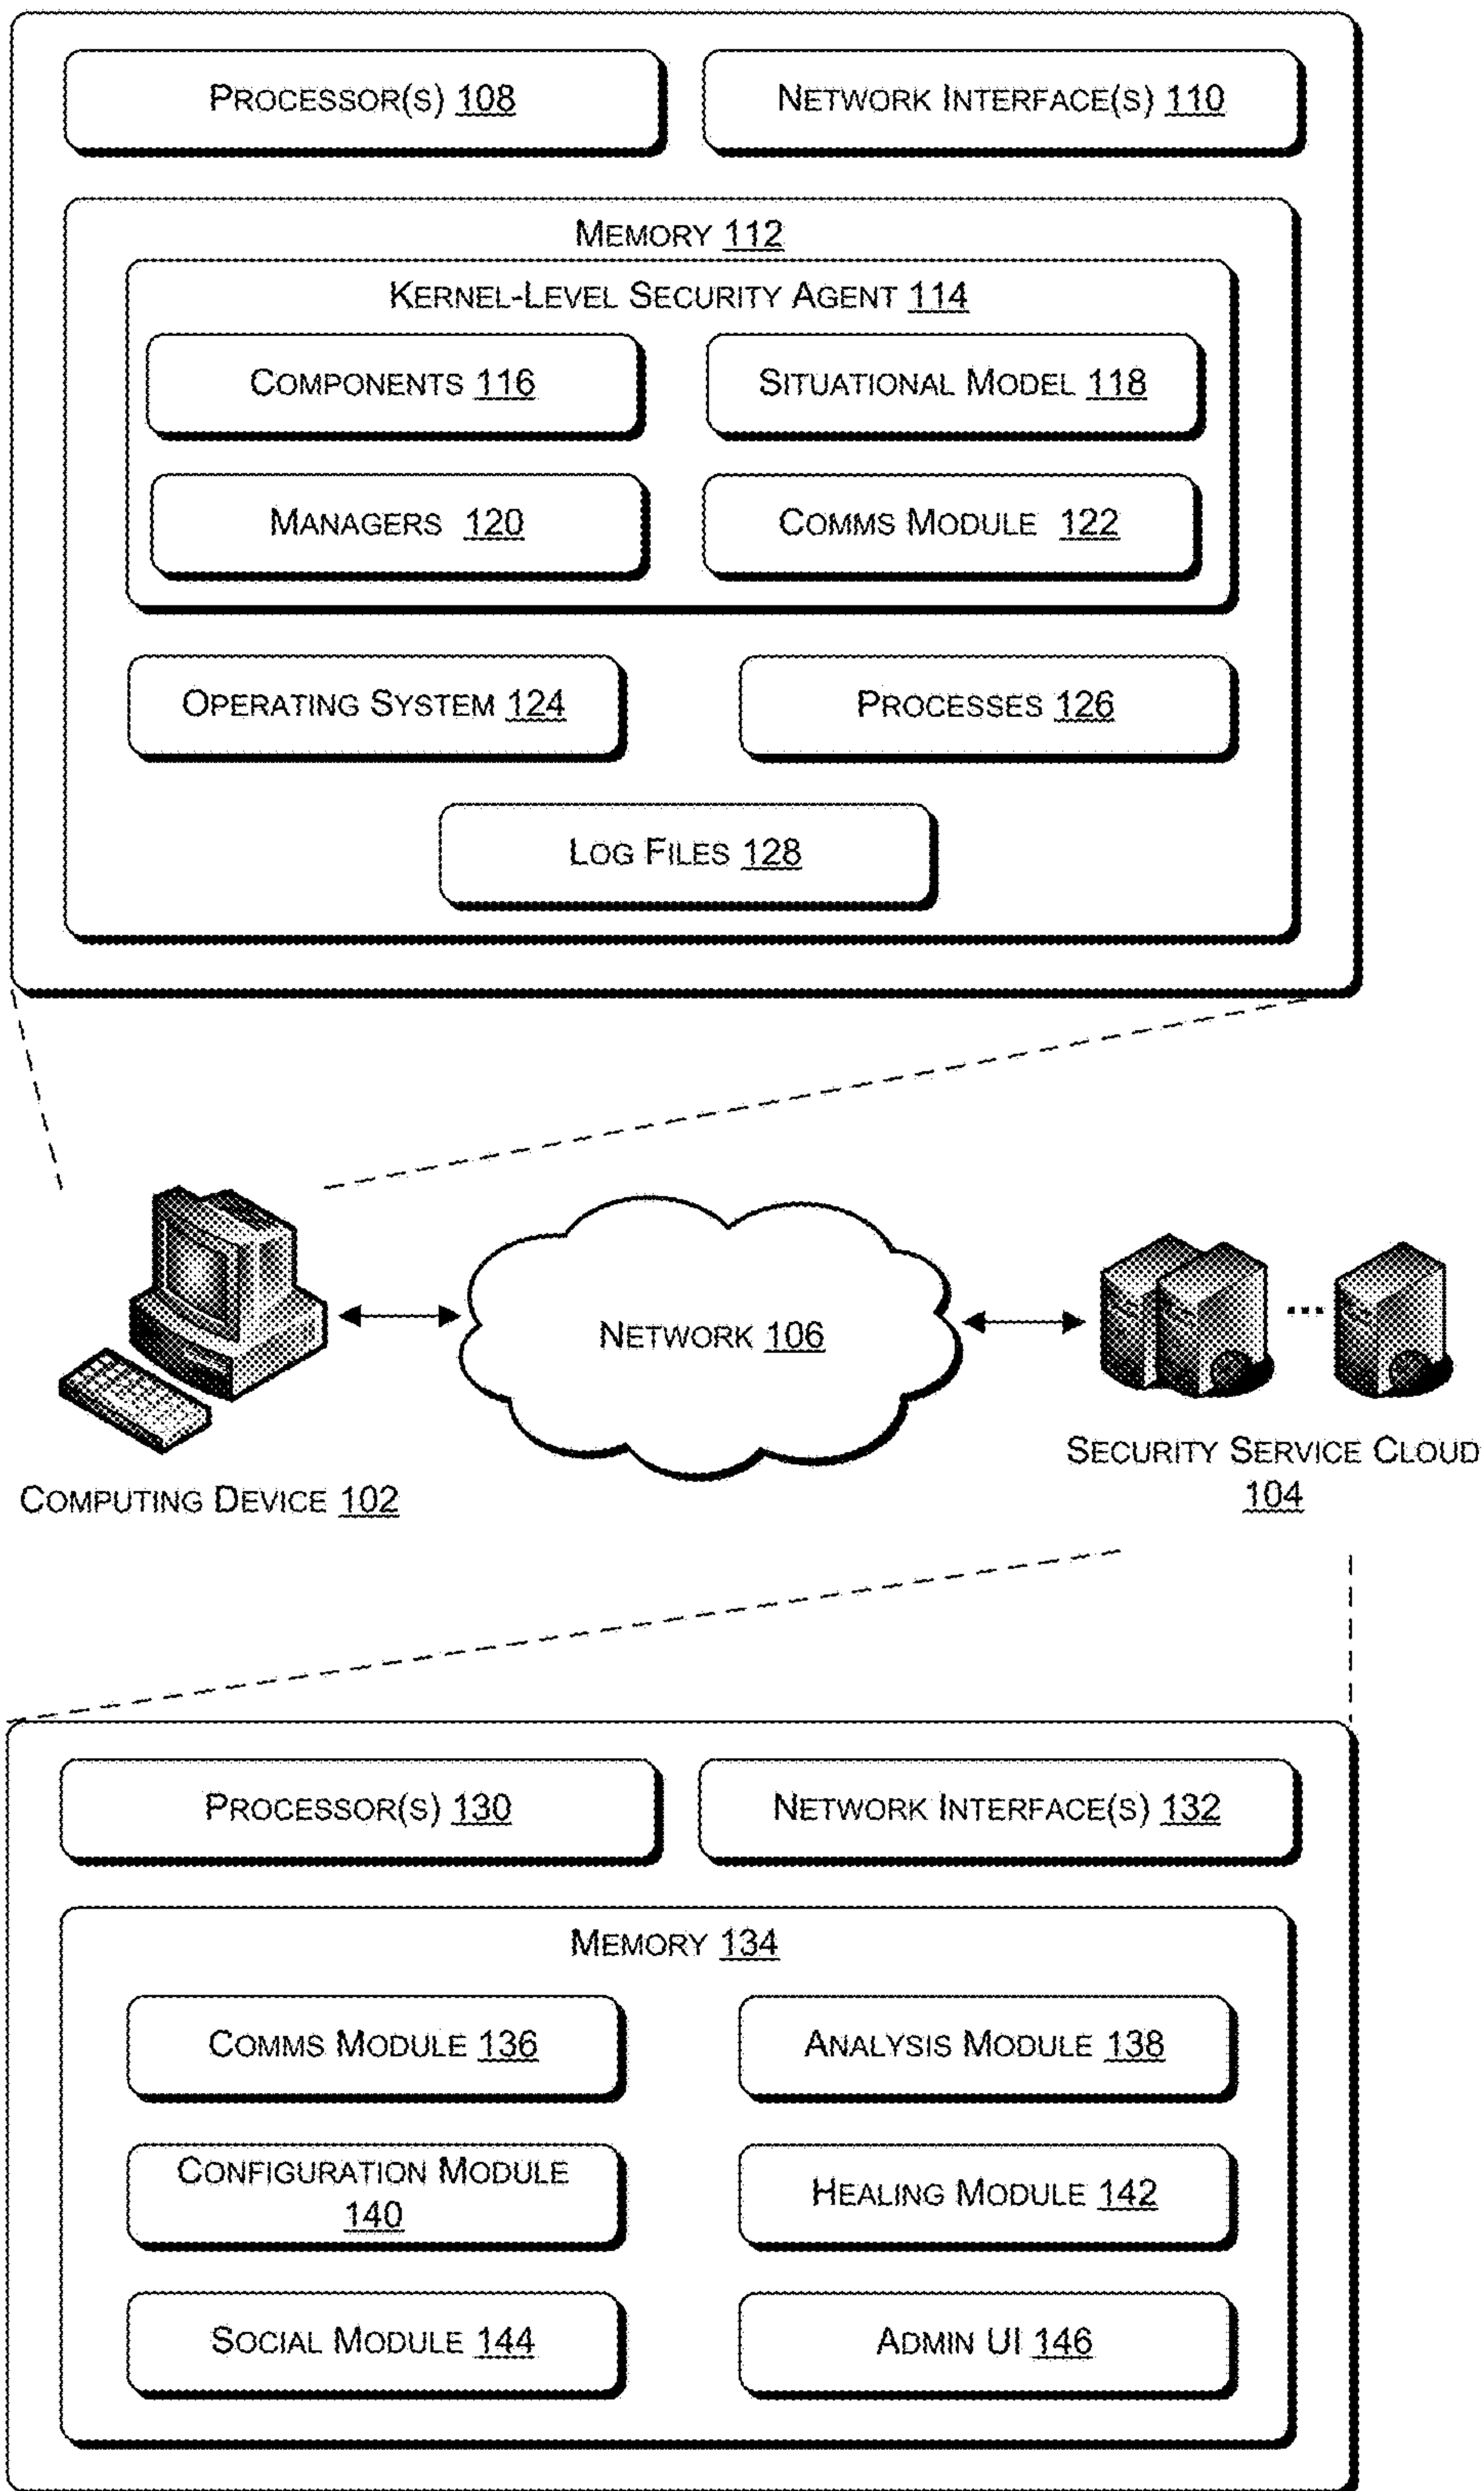 PROCESSOR(S) 108
NETWORK INTERFACE(S) 110
MEMORY 112
KERNEL-LEVEL SECURITY AGENT 114
COMPONENTS 116
SITUATIONAL MODEL 118
MANAGERS 120
COMMS MODULE 122
OPERATING SYSTEM 124
PROCESSES 126
LOG FILES 128
NETWORK 106
COMPUTING DEVICE 102
SECURITY SERVICE CLOUD
104
PROCESSOR(S) 130
NETWORK INTERFACE(S) 132
MEMORY 134
COMMS MODULE 136
ANALYSIS MODULE 138
CONFIGURATION MODULE
140
HEALING MODULE 142
SOCIAL MODULE 144
ADMIN UI 146